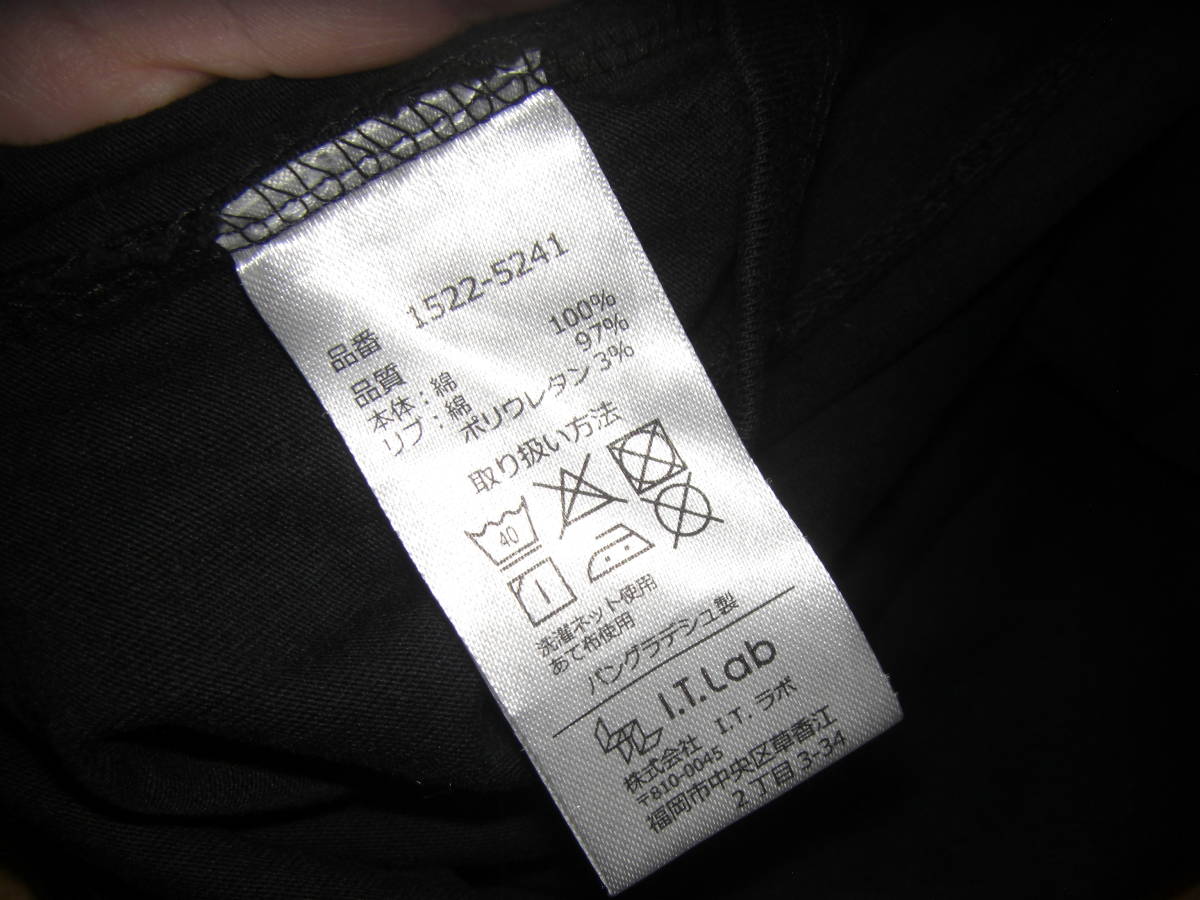 品番 1522-5241
品質
本体：綿 100%
リブ：綿 97%
ポリウレタン 3%
取り扱い方法
40
洗濯ネット使用
あて布使用
バングラデシュ製
I.T.Lab
株式会社 I.T. ラボ
〒810-0045
福岡市中央区草香江
2丁目3-34